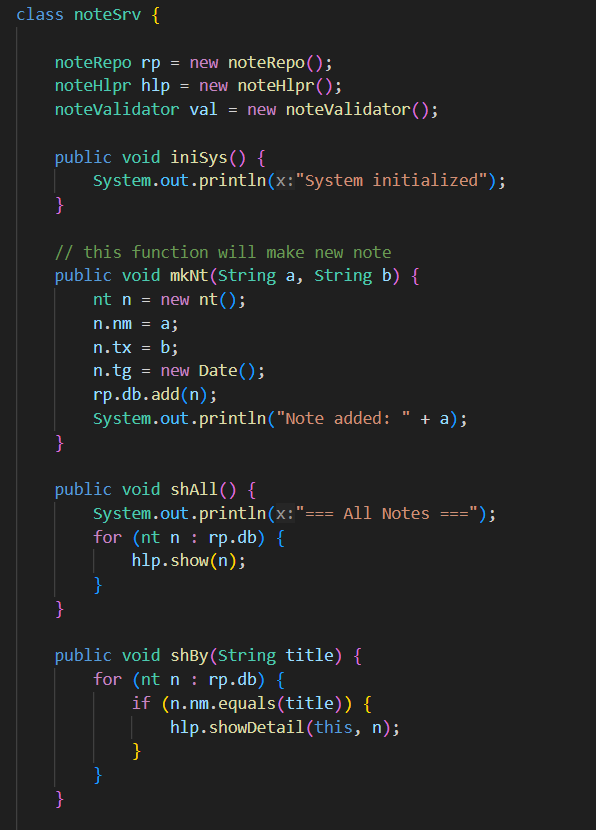 class noteSrv {
noteRepo rp = new noteRepo();
noteHlpr hlp = new noteHlpr();
noteValidator val = new noteValidator();
public void iniSys() {
System.out.println(x:"System initialized");
}
// this function will make new note
public void mkNt(String a, String b) {
nt n = new nt();
n.nm = a;
n.tx = b;
n.tg = new Date();
rp.db.add(n);
System.out.println("Note added: " + a);
}
public void shAll() {
System.out.println(x:"=== All Notes ===");
for (nt n : rp.db) {
hlp.show(n);
}
}
public void shBy(String title) {
for (nt n : rp.db) {
if (n.nm.equals(title)) {
hlp.showDetail(this, n);
}
}
}